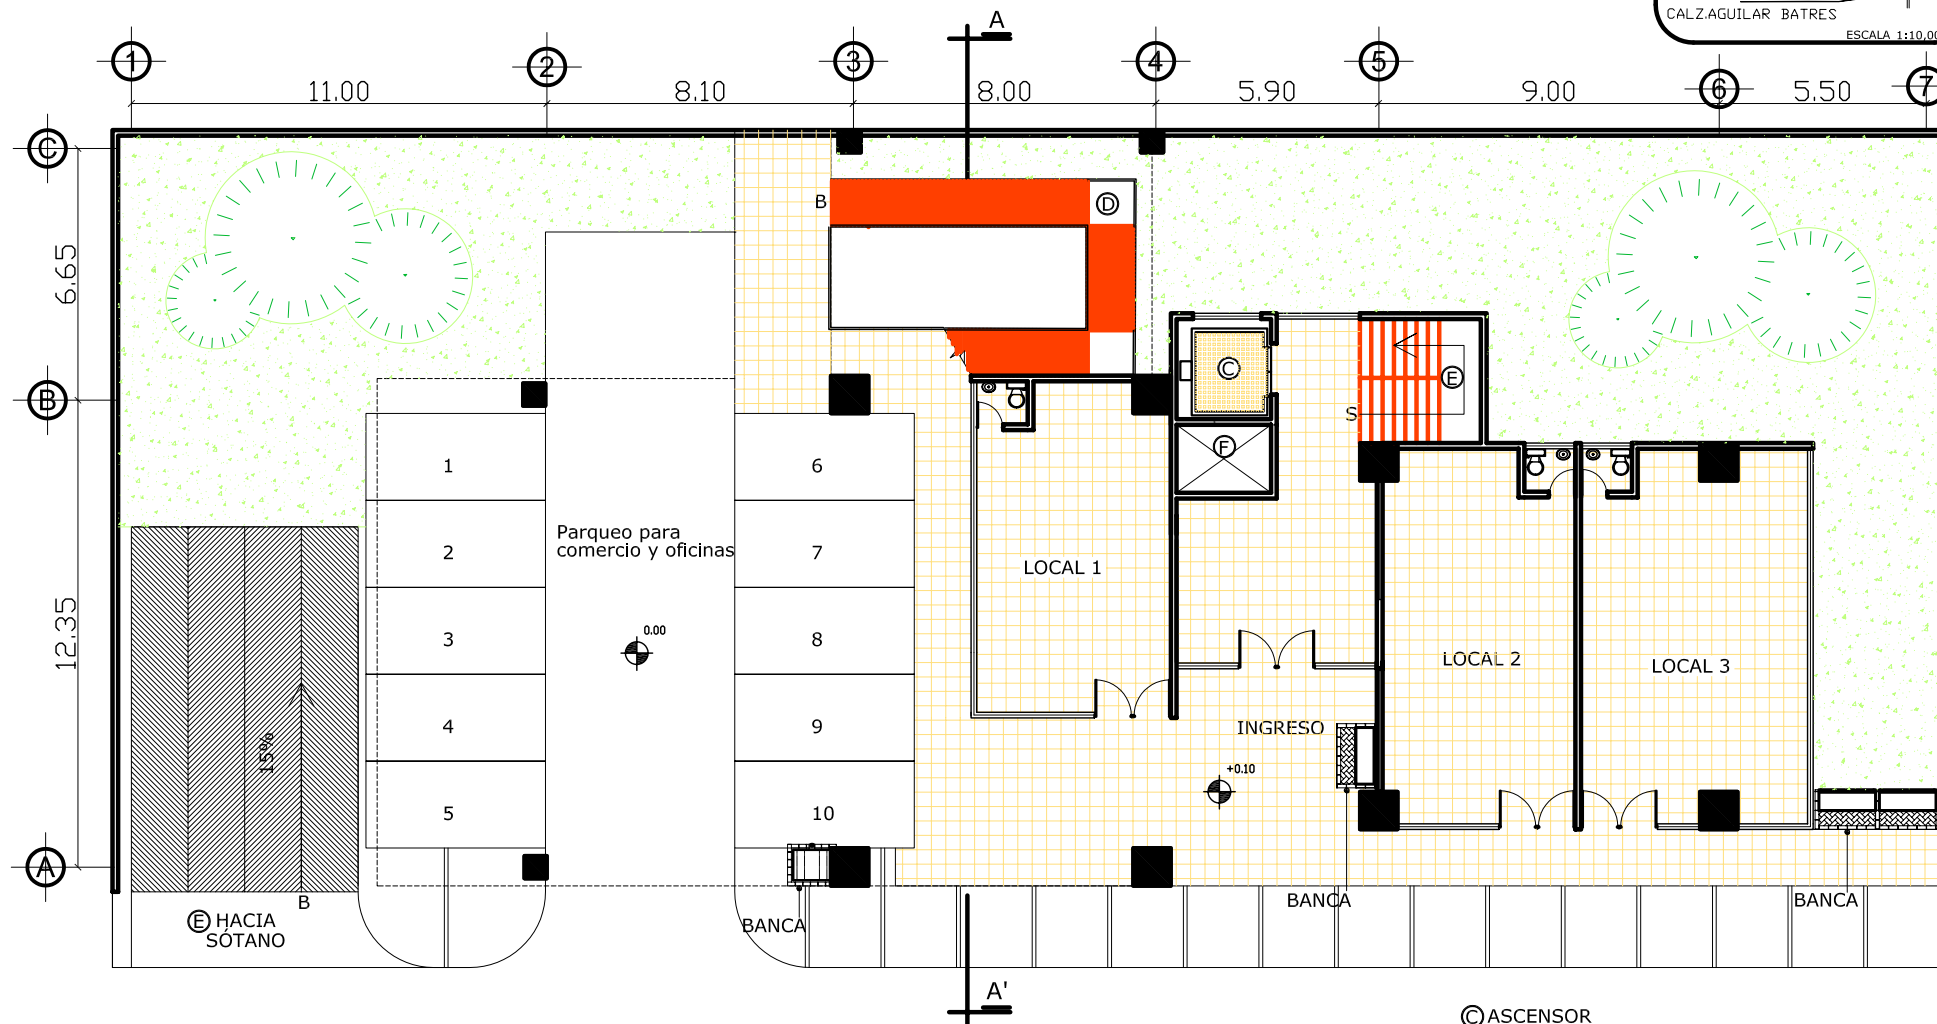 CALZ.AGUILAR BATRES
ESCALA 1:10,00
A
1
2
3
4
5
6
7
11.00
8.10
8.00
5.90
9.00
5.50
C
B
D
6.65
C
E
B
S
F
1
6
Parqueo para
comercio y oficinas
2
7
LOCAL 1
12.35
3
0.00
8
LOCAL 2
LOCAL 3
4
9
INGRESO
15%
+0.10
5
10
A
B
BANCA
BANCA
BANCA
E HACIA
SÓTANO
A'
C ASCENSOR